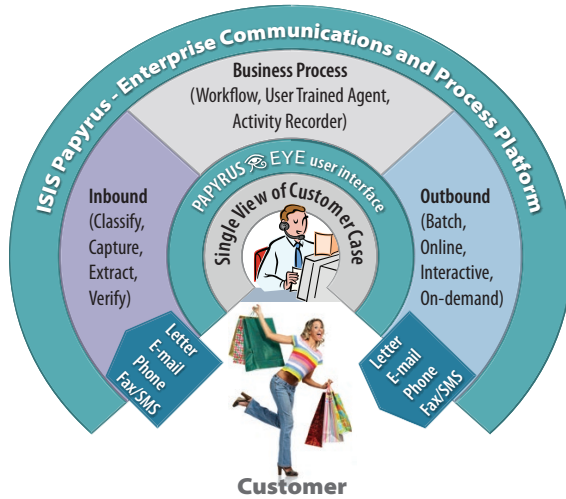 ISIS Papyrus - Enterprise Communications and Process Platform
Business Process
(Workflow, User Trained Agent,
Activity Recorder)
PAPYRUS EYE user interface
Single View of Customer Case
Inbound
(Classify,
Capture,
Extract,
Verify)
Outbound
(Batch,
Online,
Interactive,
On-demand)
Letter
E-mail
Phone
Fax/SMS
Letter
E-mail
Phone
Fax/SMS
Customer